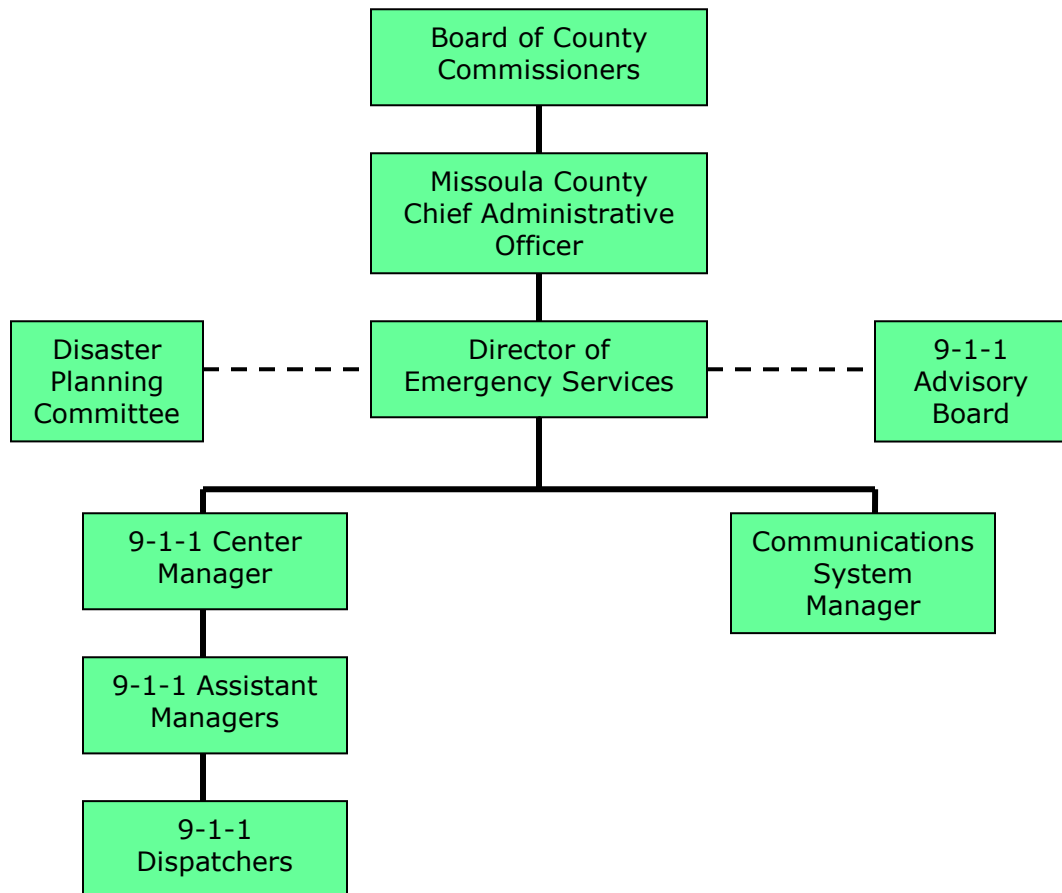 Board of County
Commissioners
Missoula County
Chief Administrative
Officer
Disaster
Planning
Committee
Director of
Emergency Services
9-1-1
Advisory
Board
9-1-1 Center
Manager
Communications
System
Manager
9-1-1 Assistant
Managers
9-1-1
Dispatchers